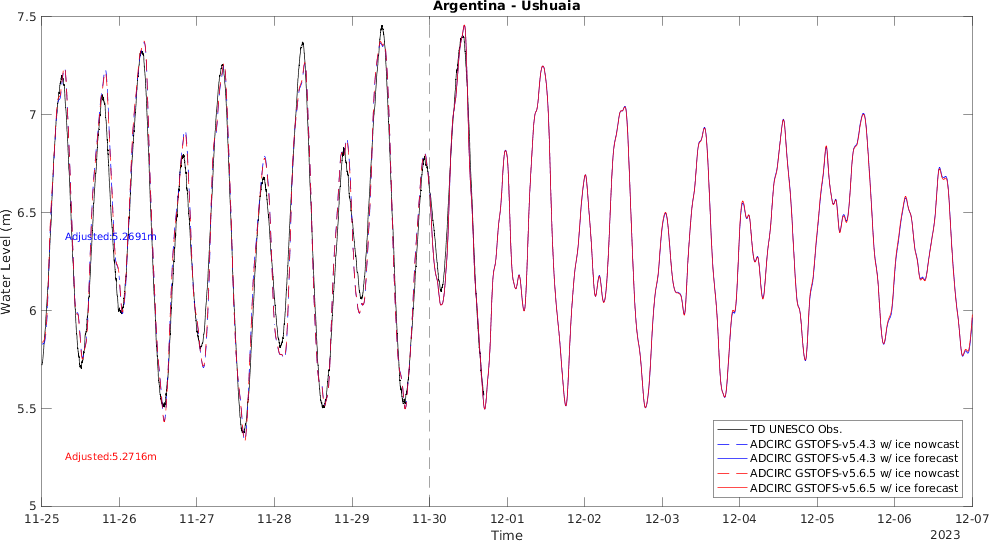 Argentina - Ushuaia
Water Level (m)
7.5
7
6.5
6
5.5
5
Adjusted:5.2691m
Adjusted:5.2716m
TD UNESCO Obs.
ADCIRC GSTOFS-v5.4.3 w/ ice nowcast
ADCIRC GSTOFS-v5.4.3 w/ ice forecast
ADCIRC GSTOFS-v5.6.5 w/ ice nowcast
ADCIRC GSTOFS-v5.6.5 w/ ice forecast
11-25 11-26 11-27 11-28 11-29 11-30 12-01 12-02 12-03 12-04 12-05 12-06 12-07
Time
2023